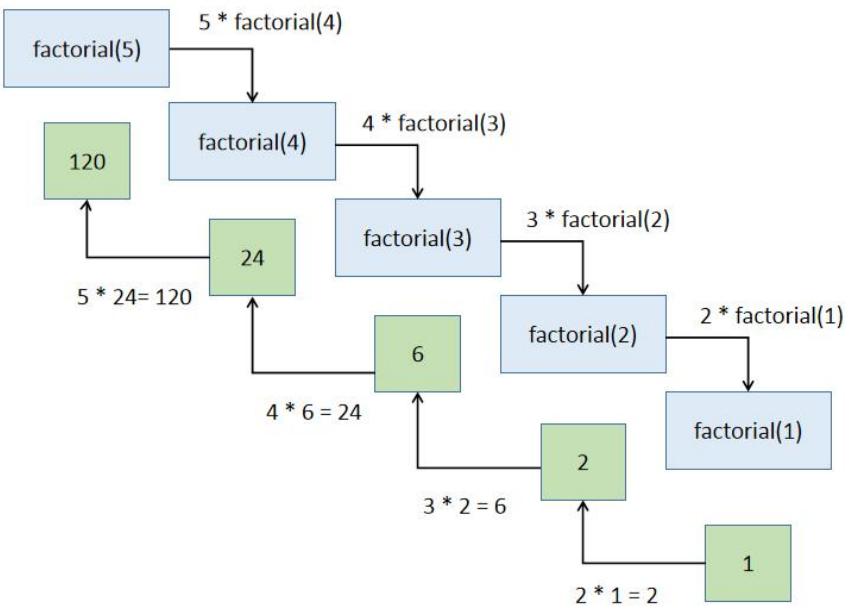 5 * factorial(4)
factorial(5)
4 * factorial(3)
factorial(4)
120
3 * factorial(2)
factorial(3)
24
5 * 24= 120
2 * factorial(1)
factorial(2)
6
4 * 6 = 24
factorial(1)
2
3 * 2 = 6
1
2 * 1 = 2